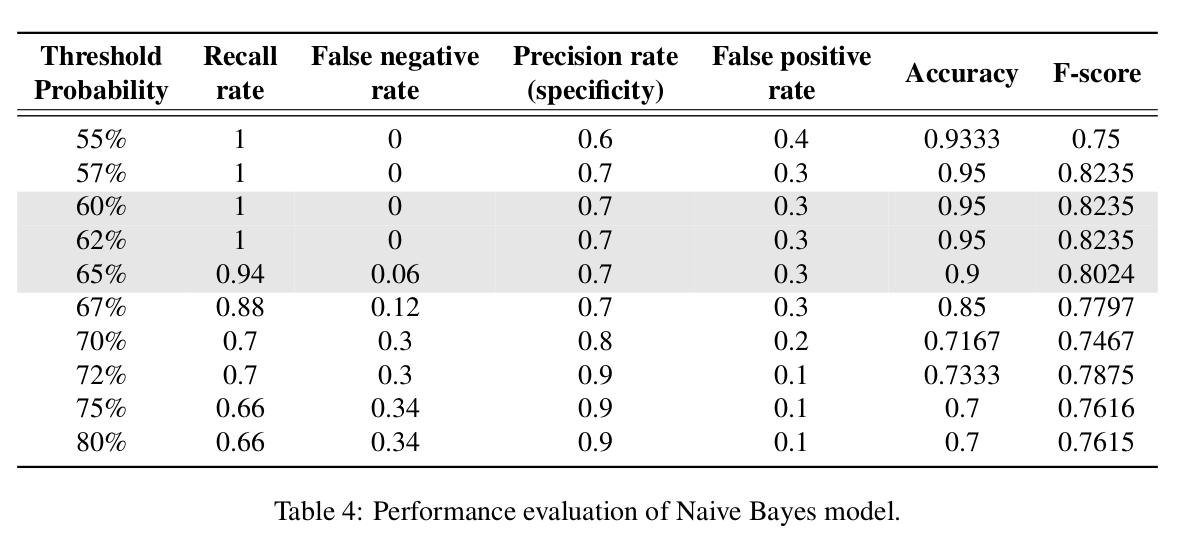 Threshold Probability Recall rate False negative rate Precision rate (specificity) False positive rate Accuracy F-score
55% 1 0 0.6 0.4 0.9333 0.75
57% 1 0 0.7 0.3 0.95 0.8235
60% 1 0 0.7 0.3 0.95 0.8235
62% 1 0 0.7 0.3 0.95 0.8235
65% 0.94 0.06 0.7 0.3 0.9 0.8024
67% 0.88 0.12 0.7 0.3 0.85 0.7797
70% 0.7 0.3 0.8 0.2 0.7167 0.7467
72% 0.7 0.3 0.9 0.1 0.7333 0.7875
75% 0.66 0.34 0.9 0.1 0.7 0.7616
80% 0.66 0.34 0.9 0.1 0.7 0.7615
Table 4: Performance evaluation of Naive Bayes model.